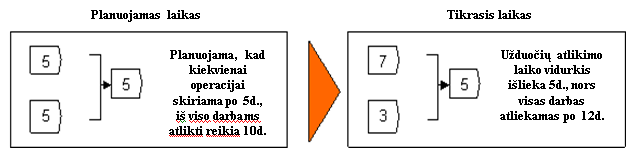 Planuojamas laikas
5
5
5
Planuojama, kad
kiekvienai
operacijai
skiriama po 5d.,
iš viso darbams
atlikti reikia 10d.
Tikrasis laikas
7
3
5
Užduočių atlikimo
laiko vidurkis
išlieka 5d., nors
visas darbas
atliekamas po 12d.